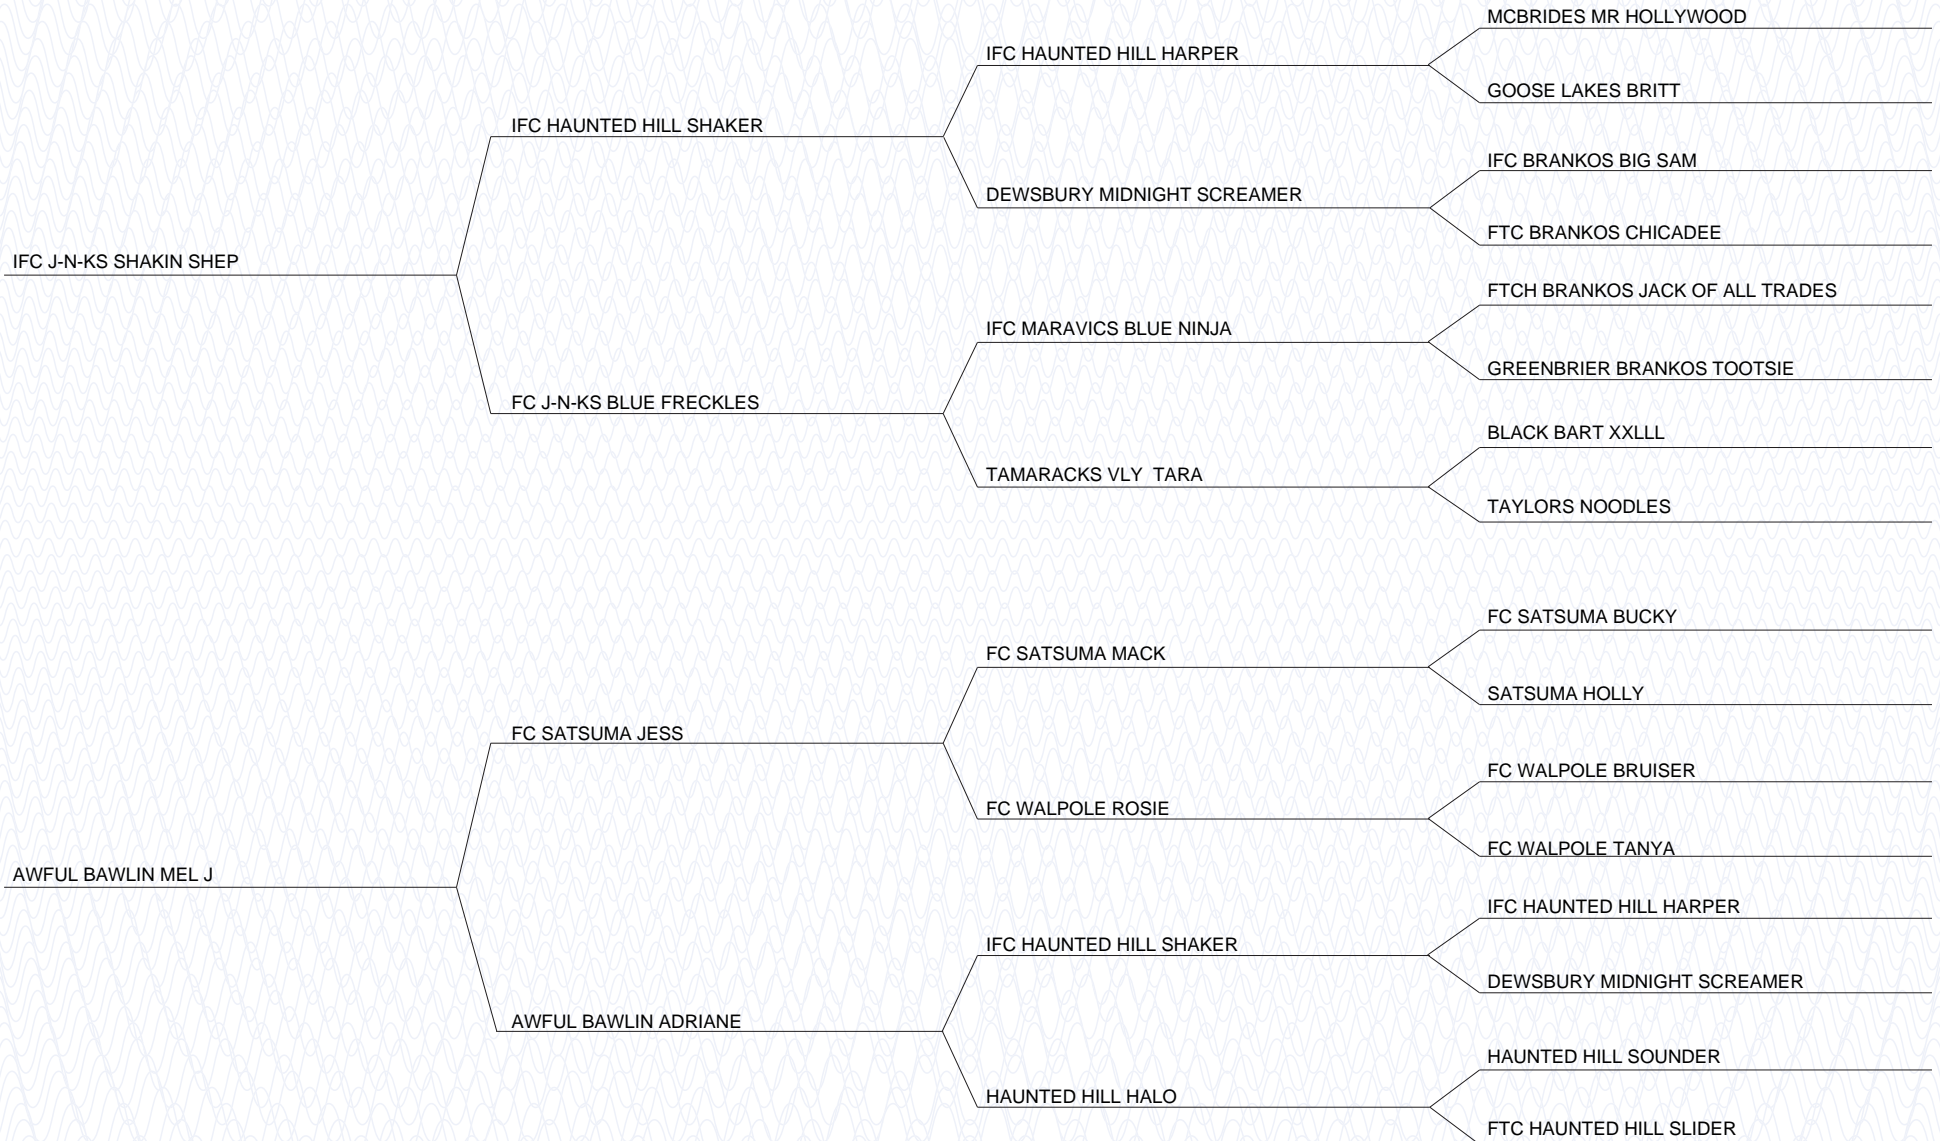 MCBRIDES MR HOLLYWOOD
IFC HAUNTED HILL HARPER
GOOSE LAKES BRITT
IFC HAUNTED HILL SHAKER
IFC BRANKOS BIG SAM
DEWSBURY MIDNIGHT SCREAMER
FTC BRANKOS CHICADEE
IFC J-N-KS SHAKIN SHEP
FTCH BRANKOS JACK OF ALL TRADES
IFC MARAVICS BLUE NINJA
GREENBRIER BRANKOS TOOTSIE
FC J-N-KS BLUE FRECKLES
BLACK BART XXLLL
TAMARACKS VLY  TARA
TAYLORS NOODLES
FC SATSUMA BUCKY
FC SATSUMA MACK
SATSUMA HOLLY
FC SATSUMA JESS
FC WALPOLE BRUISER
FC WALPOLE ROSIE
FC WALPOLE TANYA
AWFUL BAWLIN MEL J
IFC HAUNTED HILL HARPER
IFC HAUNTED HILL SHAKER
DEWSBURY MIDNIGHT SCREAMER
AWFUL BAWLIN ADRIANE
HAUNTED HILL SOUNDER
HAUNTED HILL HALO
FTC HAUNTED HILL SLIDER